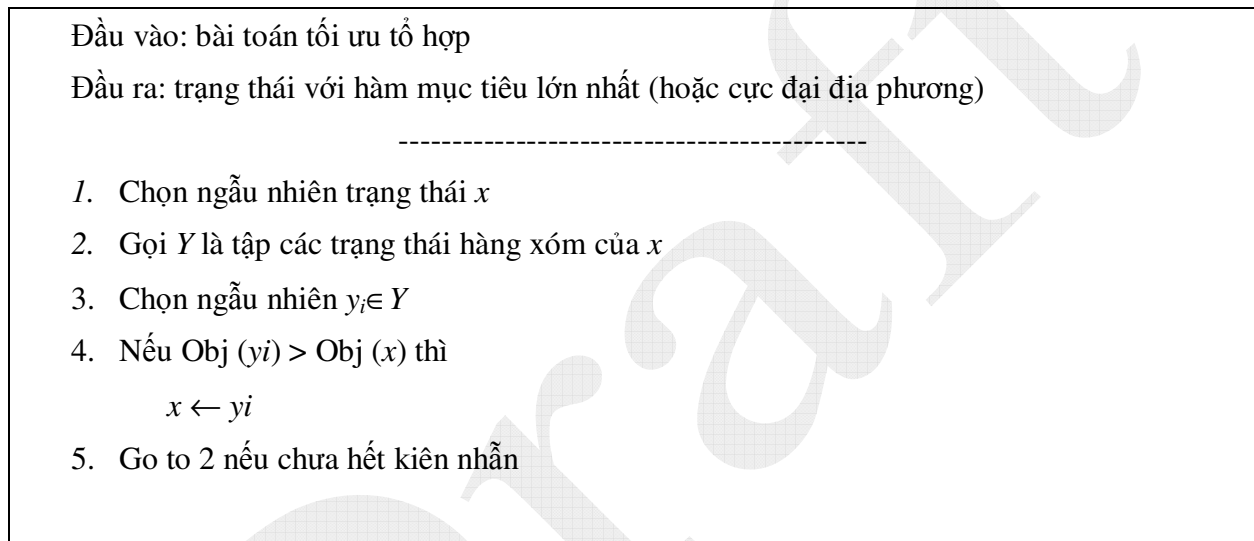 Đầu vào: bài toán tối ưu tổ hợp
Đầu ra: trạng thái với hàm mục tiêu lớn nhất (hoặc cực đại địa phương)
-------------------------------------------
1. Chọn ngẫu nhiên trạng thái x
2. Gọi Y là tập các trạng thái hàng xóm của x
3. Chọn ngẫu nhiên yi∈ Y
4. Nếu Obj (yi) > Obj (x) thì
x ← yi
5. Go to 2 nếu chưa hết kiên nhẫn